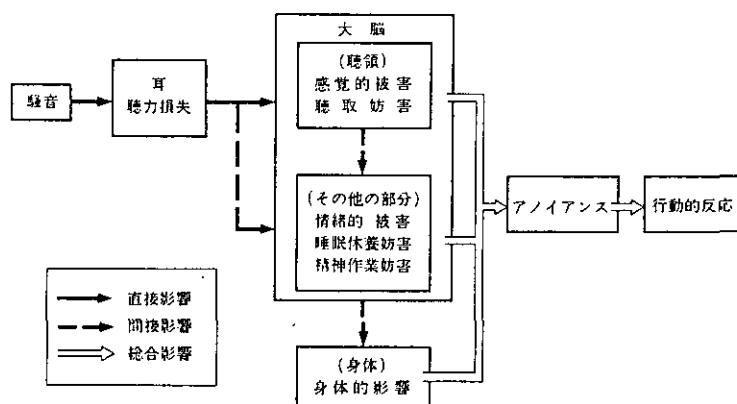 騒音
耳
聴力損失
大脳
(聴領)
感覚的被害
聴取妨害
(その他の部分)
情緒的被害
睡眠休養妨害
精神作業妨害
(身体)
身体的影響
アノイアンス
行動的反応
直接影響
間接影響
総合影響